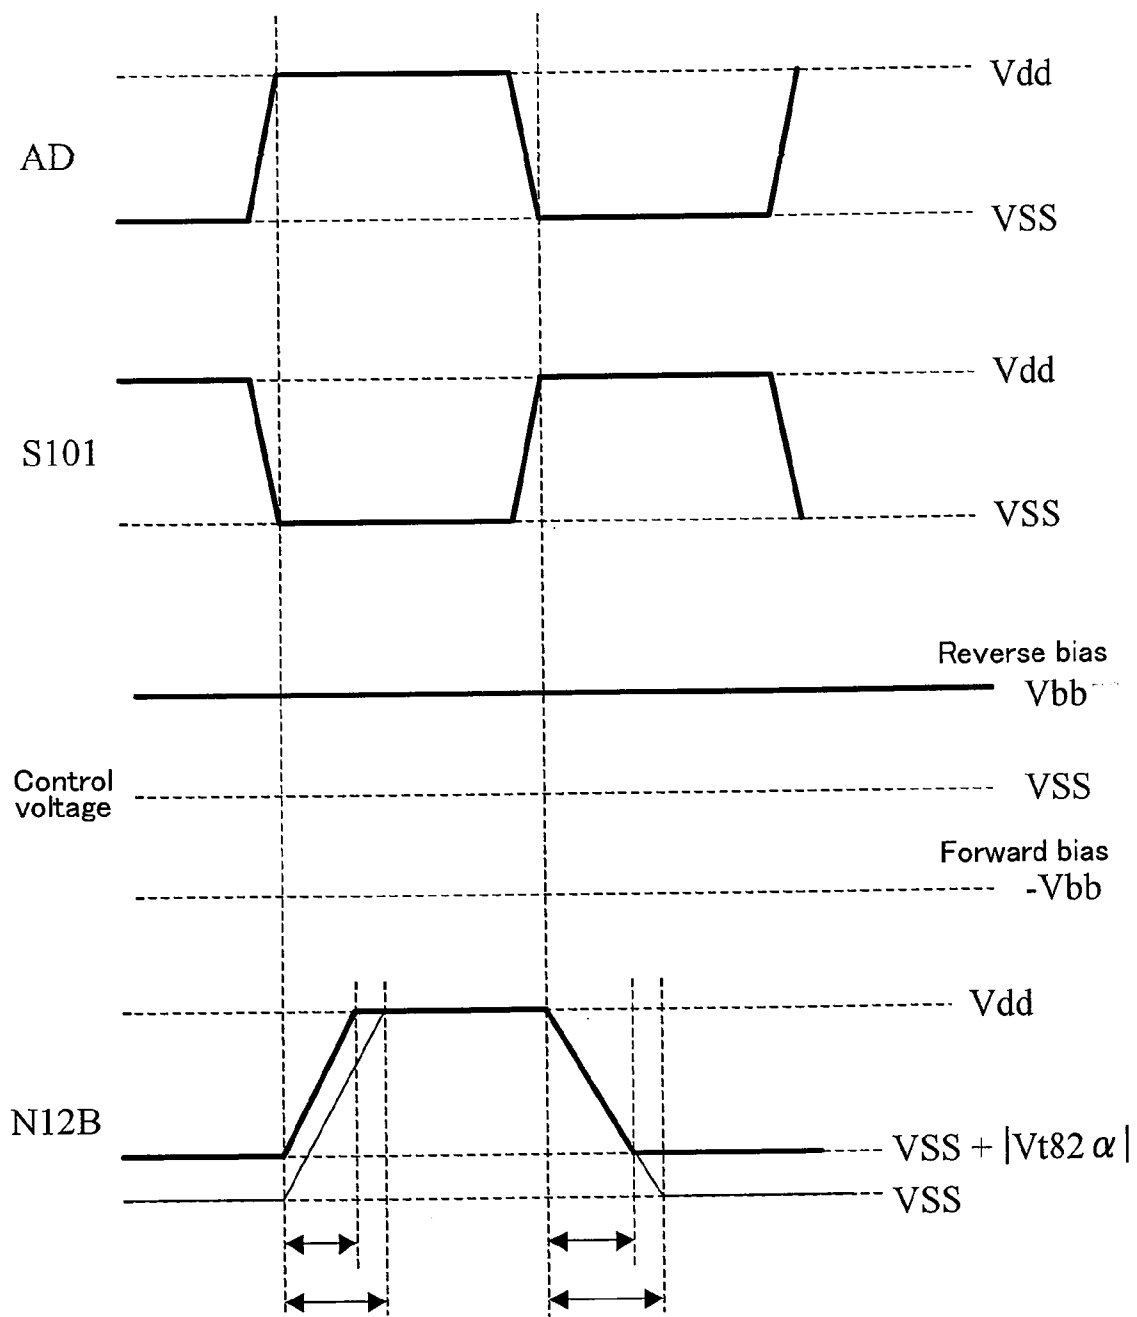 Vdd
AD
VSS
Vdd
S101
VSS
Reverse bias
Vbb
Control
voltage
VSS
Forward bias
-Vbb
Vdd
N12B
VSS + |Vt82 α|
VSS